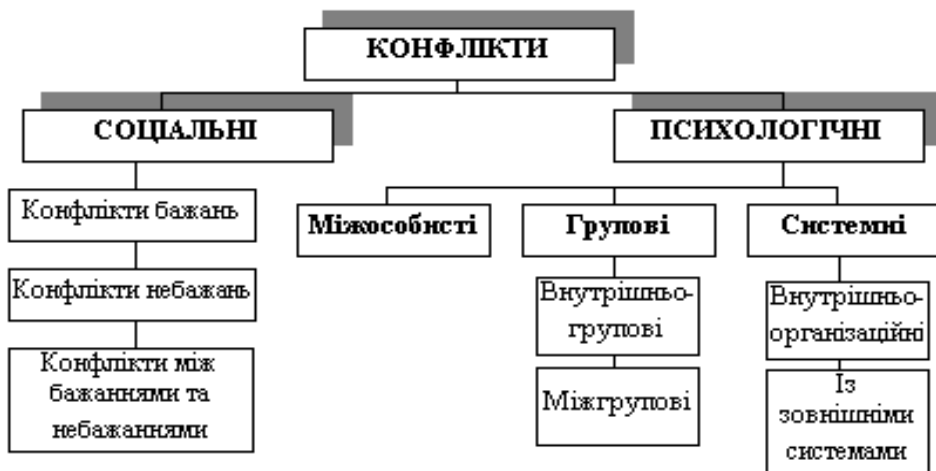 КОНФЛІКТИ
СОЦІАЛЬНІ
ПСИХОЛОГІЧНІ
Конфлікти бажань
Конфлікти небажань
Конфлікти між
бажаннями та
небажаннями
Міжособисті
Групові
Системні
Внутрішньо-
групові
Міжгрупові
Внутрішньо-
організаційні
Із
зовнішніми
системами